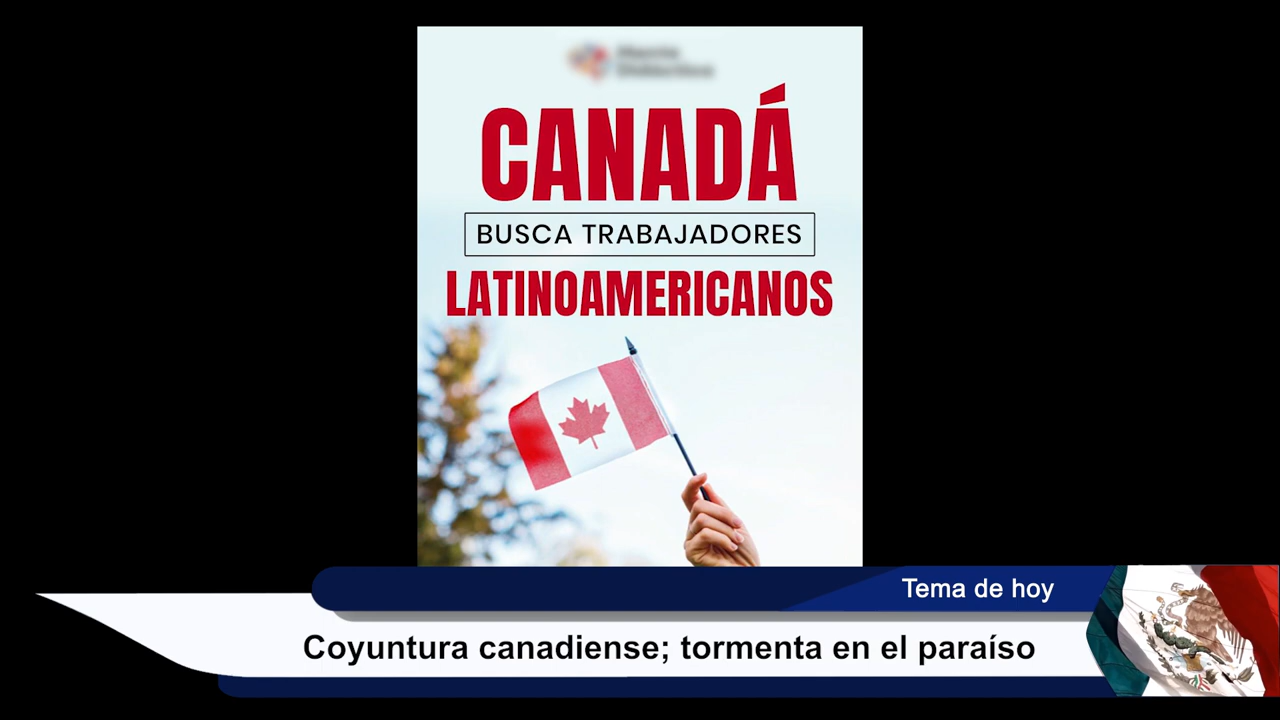 CANADÁ
BUSCA TRABAJADORES
LATINOAMERICANOS
Tema de hoy
Coyuntura canadiense; tormenta en el paraíso